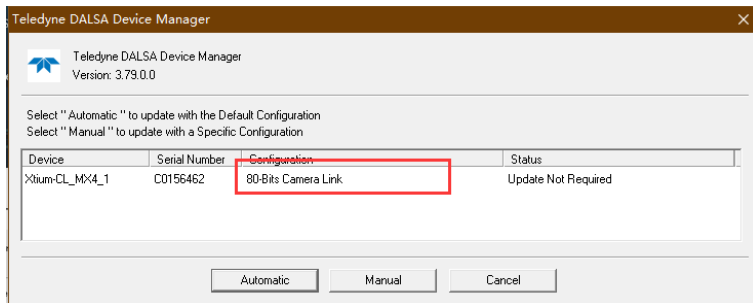 Teledyne DALSA Device Manager
Teledyne DALSA Device Manager
Version: 3.79.0.0
Select " Automatic " to update with the Default Configuration
Select " Manual " to update with a Specific Configuration
Device Serial Number Configuration Status
Xtium-CL_MX4_1 C0156462 80-Bits Camera Link Update Not Required
Automatic Manual Cancel